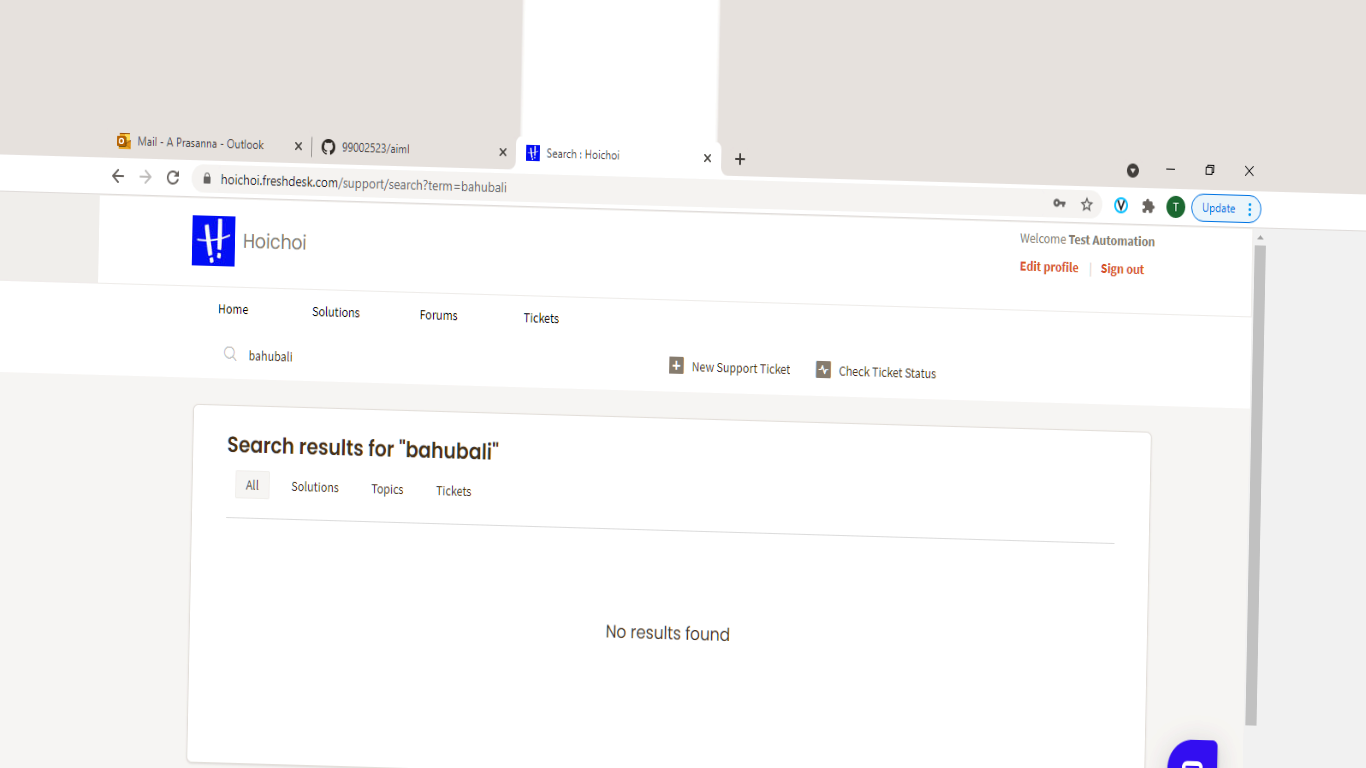 Mail - A Prasanna - Outlook
99002523/aiml
Search : Hoichoi
hoichoi.freshdesk.com/support/search?term=bahubali
V
T
Update
Hoichoi
Welcome Test Automation
Edit profile
Sign out
Home
Solutions
Forums
Tickets
bahubali
New Support Ticket
Check Ticket Status
Search results for "bahubali"
All
Solutions
Topics
Tickets
No results found